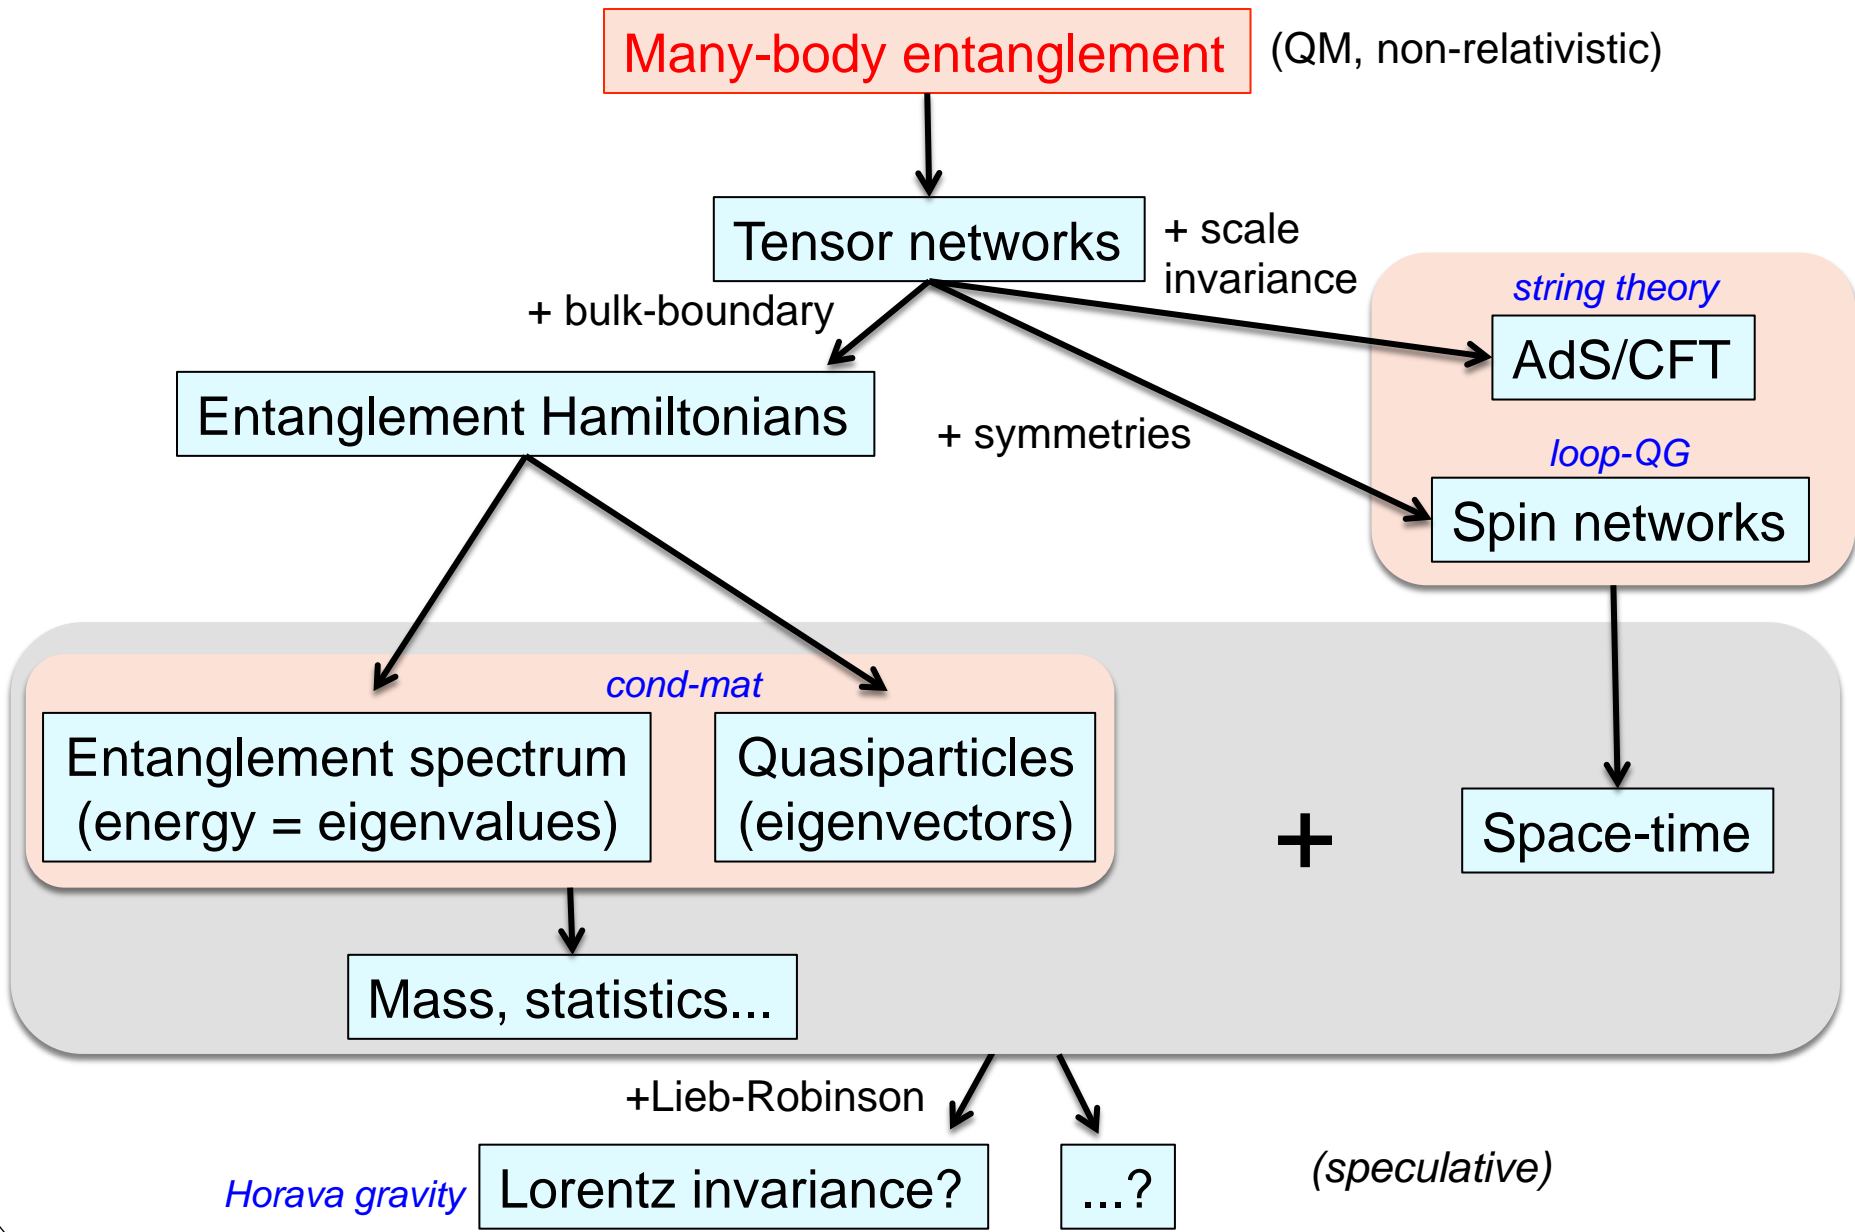 Many-body entanglement
(QM, non-relativistic)
Tensor networks
+ scale
invariance
+ bulk-boundary
string theory
AdS/CFT
Entanglement Hamiltonians
+ symmetries
loop-QG
Spin networks
cond-mat
Entanglement spectrum
(energy = eigenvalues)
Quasiparticles
(eigenvectors)
+
Space-time
Mass, statistics...
+Lieb-Robinson
Horava gravity
Lorentz invariance?
...?
(speculative)